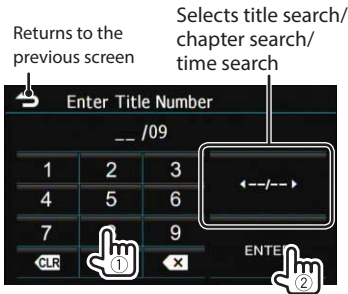 Returns to the
previous screen
Selects title search/
chapter search/
time search
Enter Title Number
__ /09
1 2 3
--/--
4 5 6
7 9
CLR ×
ENTE
①
②